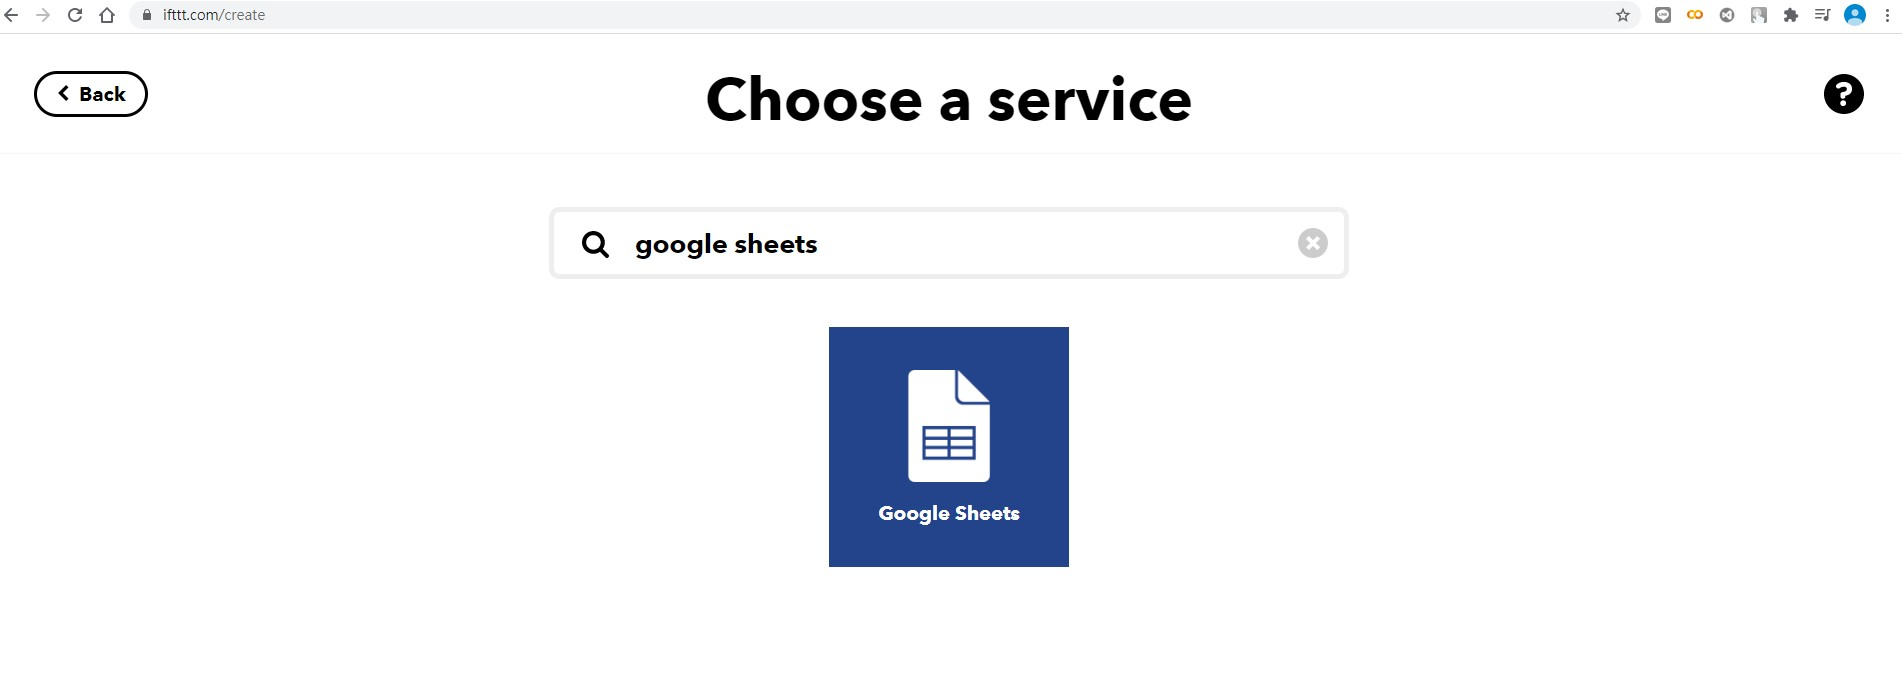 ifttt.com/create
Back
Choose a service
?
google sheets
Google Sheets